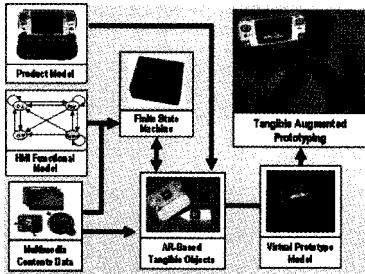 Product Model
HMI Functional
Model
Multimedia
Contents Data
Finite State
Machine
AR-Based
Tangible Objects
Tangible Augmented
Prototyping
Virtual Prototype
Model